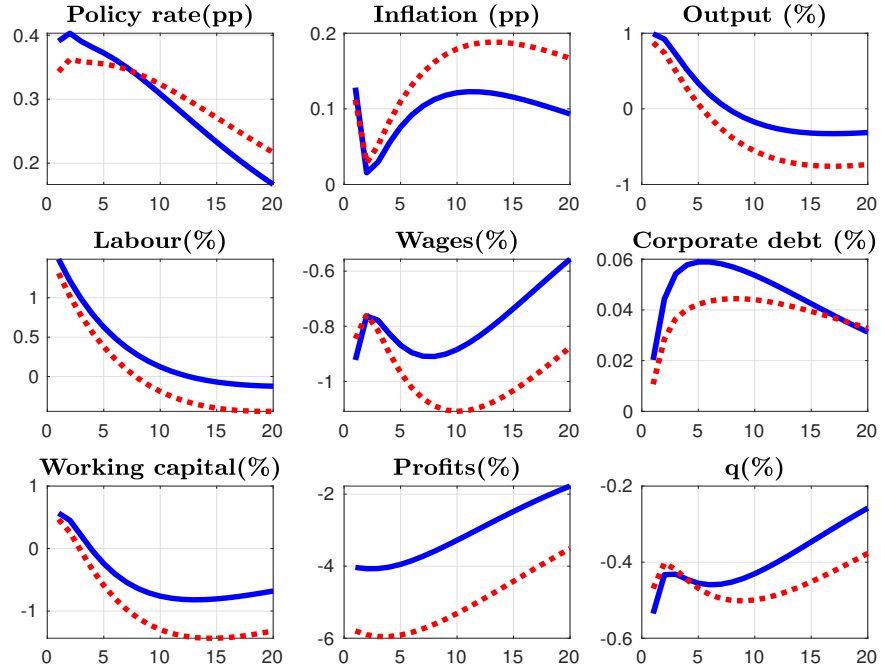 Policy rate(pp)
0.4
0.3
0.2
0 5 10 15 20
Inflation (pp)
0.2
0.1
0
0 5 10 15 20
Output (%)
1
0
-1
0 5 10 15 20
Labour(%)
1
0.5
0
0 5 10 15 20
Wages(%)
-0.6
-0.8
-1
0 5 10 15 20
Corporate debt (%)
0.06
0.04
0.02
0
0 5 10 15 20
Working capital(%)
1
0
-1
0 5 10 15 20
Profits(%)
-2
-4
-6
0 5 10 15 20
q(%)
-0.2
-0.4
-0.6
0 5 10 15 20